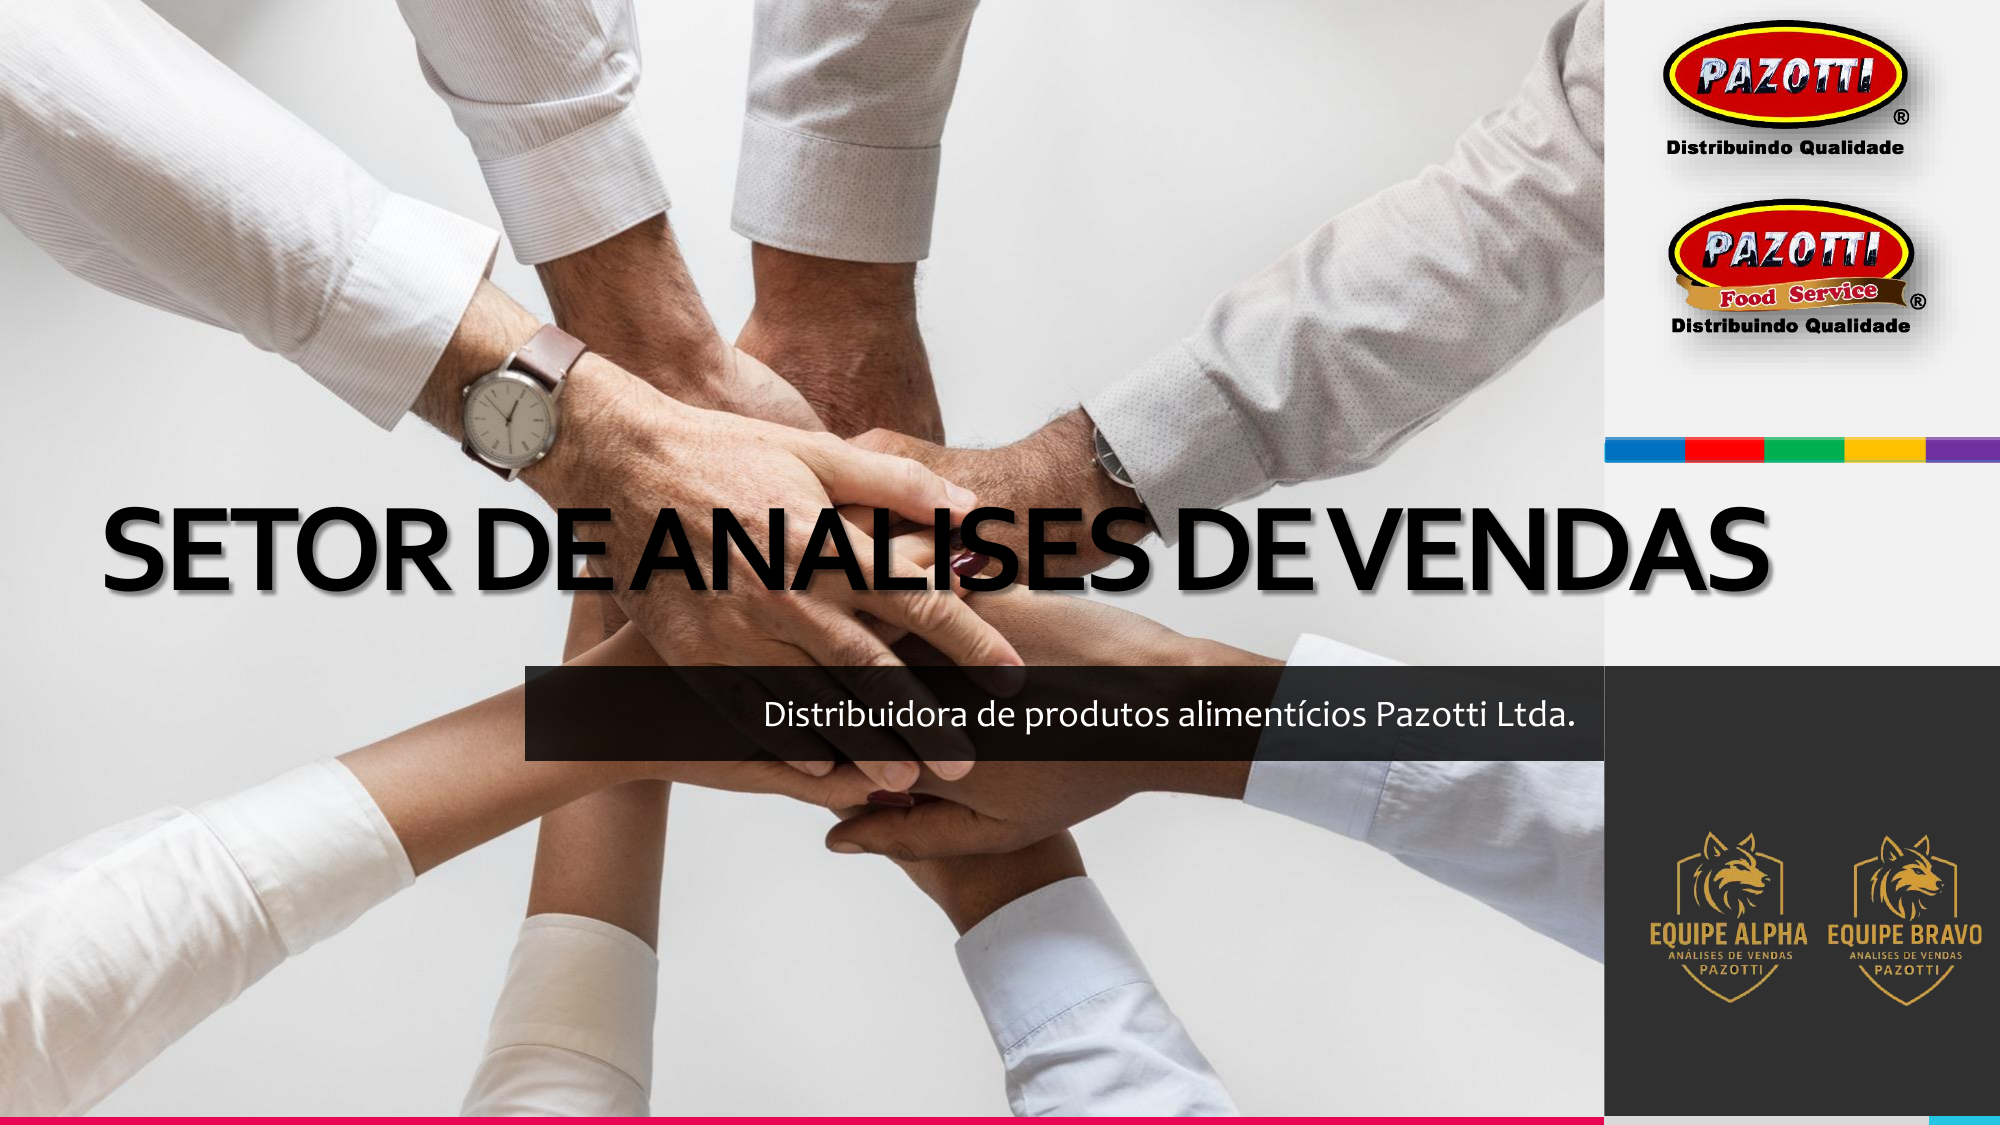 PAZOTTI
®
Distribuindo Qualidade
PAZOTTI
Food Service
®
Distribuindo Qualidade
SETOR DE ANALISES DE VENDAS
Distribuidora de produtos alimentícios Pazotti Ltda.
EQUIPE ALPHA
ANÁLISES DE VENDAS
PAZOTTI
EQUIPE BRAVO
ANALISES DE VENDAS
PAZOTTI